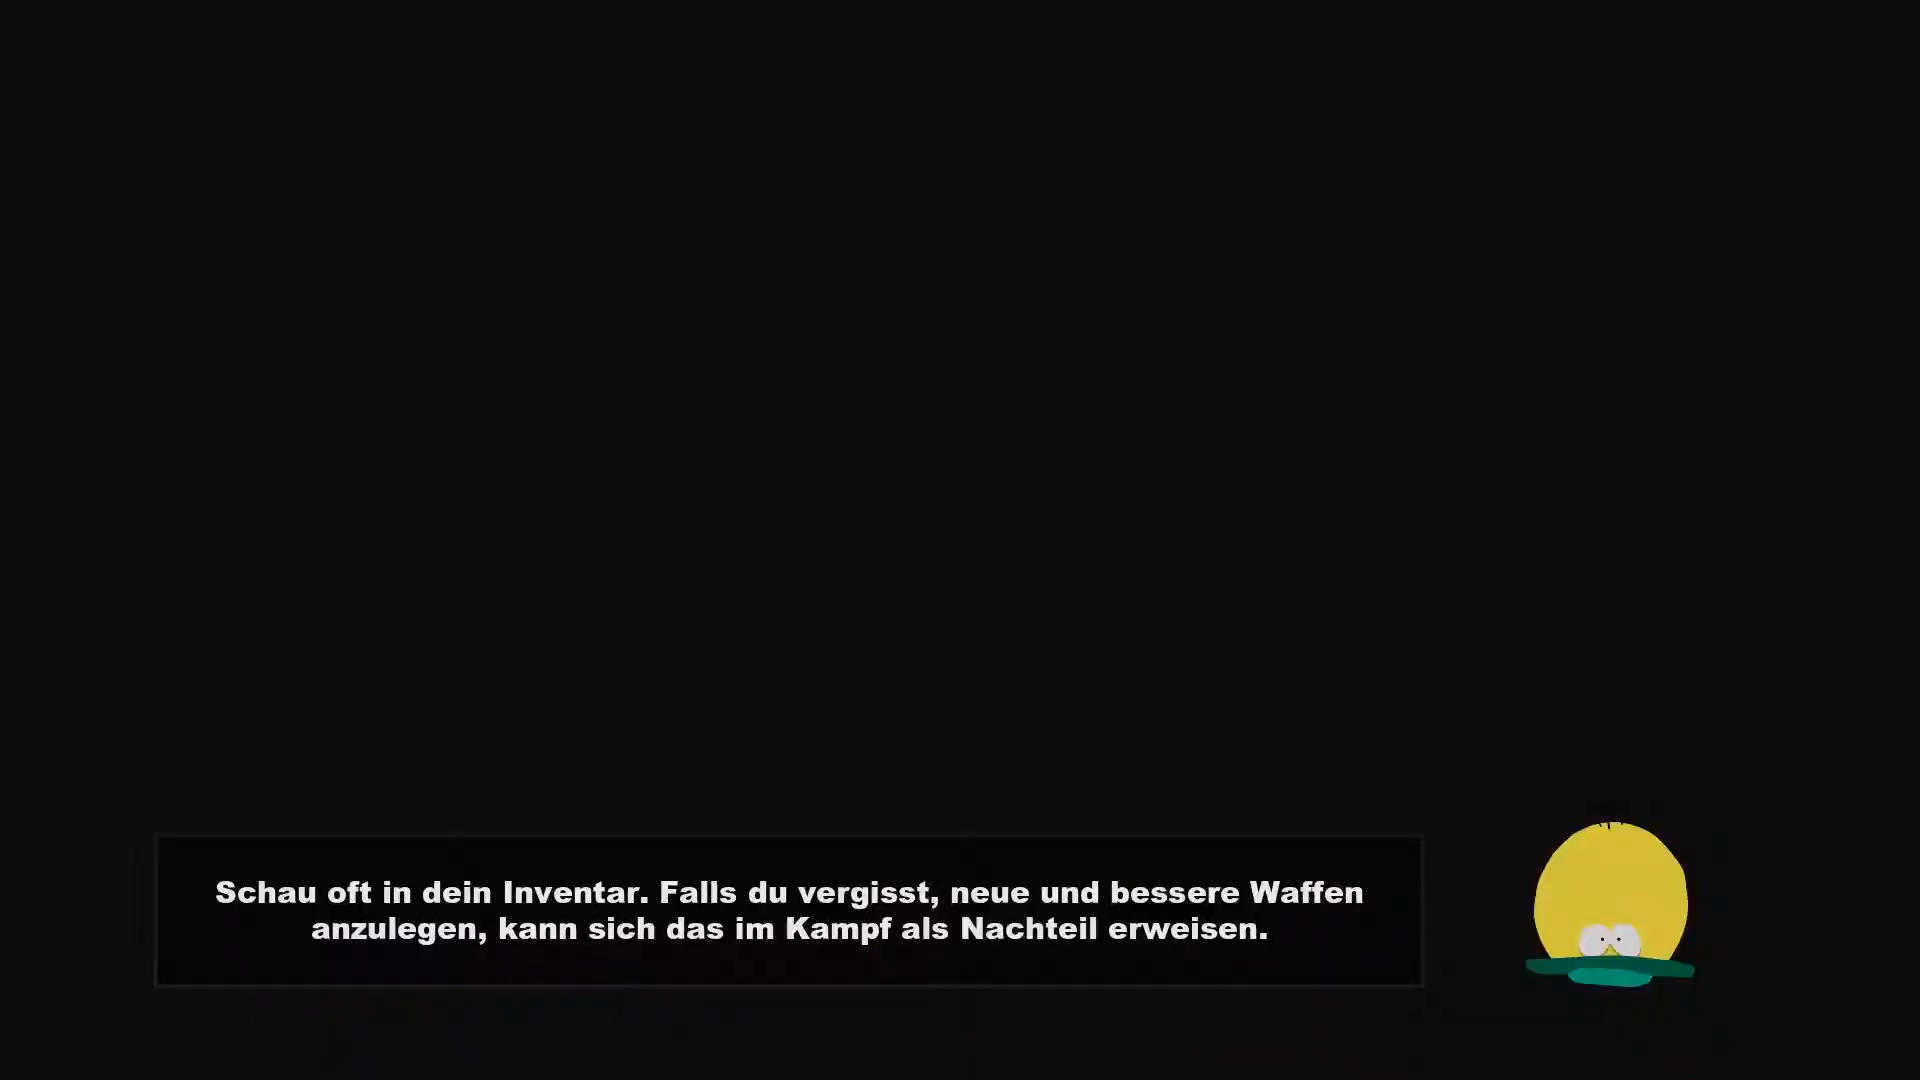 Schau oft in dein Inventar. Falls du vergisst, neue und bessere Waffen
anzulegen, kann sich das im Kampf als Nachteil erweisen.